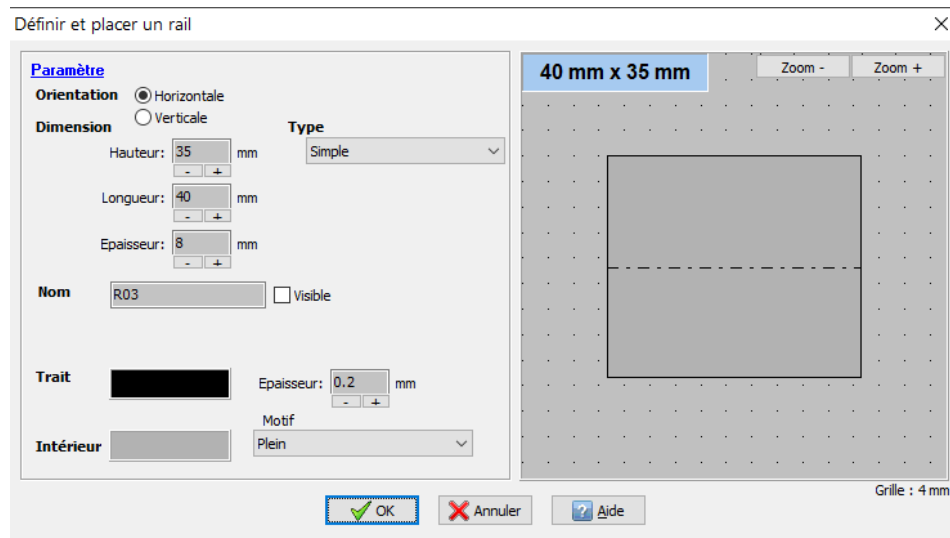 Définir et placer un rail
Paramètre
Orientation Horizontale
Verticale
Dimension Type
Hauteur: 35 mm Simple
- +
Longueur: 40 mm
- +
Epaisseur: 8 mm
- +
Nom R03 Visible
Trait Epaisseur: 0.2 mm
- +
Motif
Intérieur Plein
40 mm x 35 mm Zoom - Zoom +
Grille : 4 mm
OK Annuler ? Aide